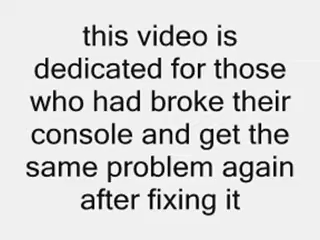 this video is
dedicated for those
who had broke their
console and get the
same problem again
after fixing it